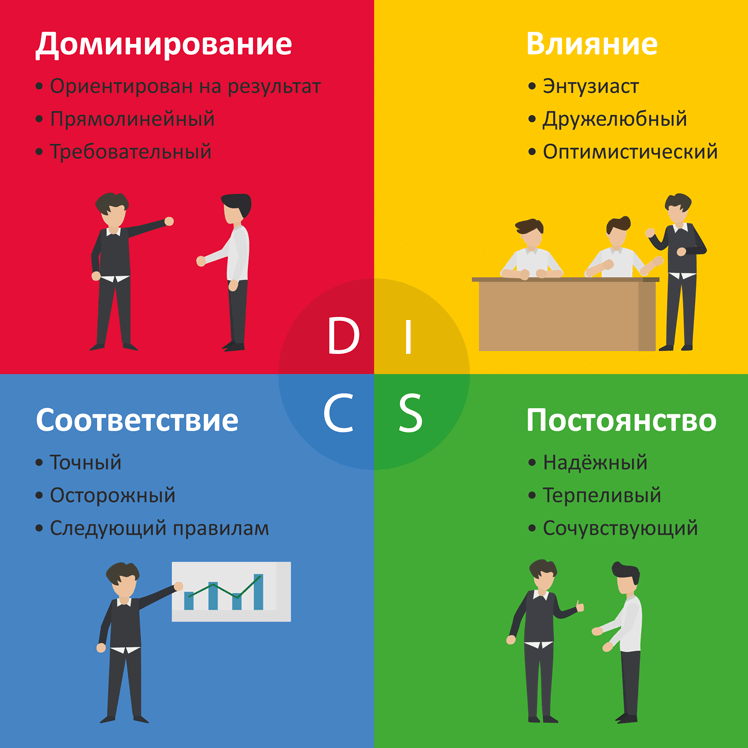 Доминирование
• Ориентирован на результат
• Прямолинейный
• Требовательный
Влияние
• Энтузиаст
• Дружелюбный
• Оптимистический
D I
C S
Соответствие
• Точный
• Осторожный
• Следующий правилам
Постоянство
• Надёжный
• Терпеливый
• Сочувствующий